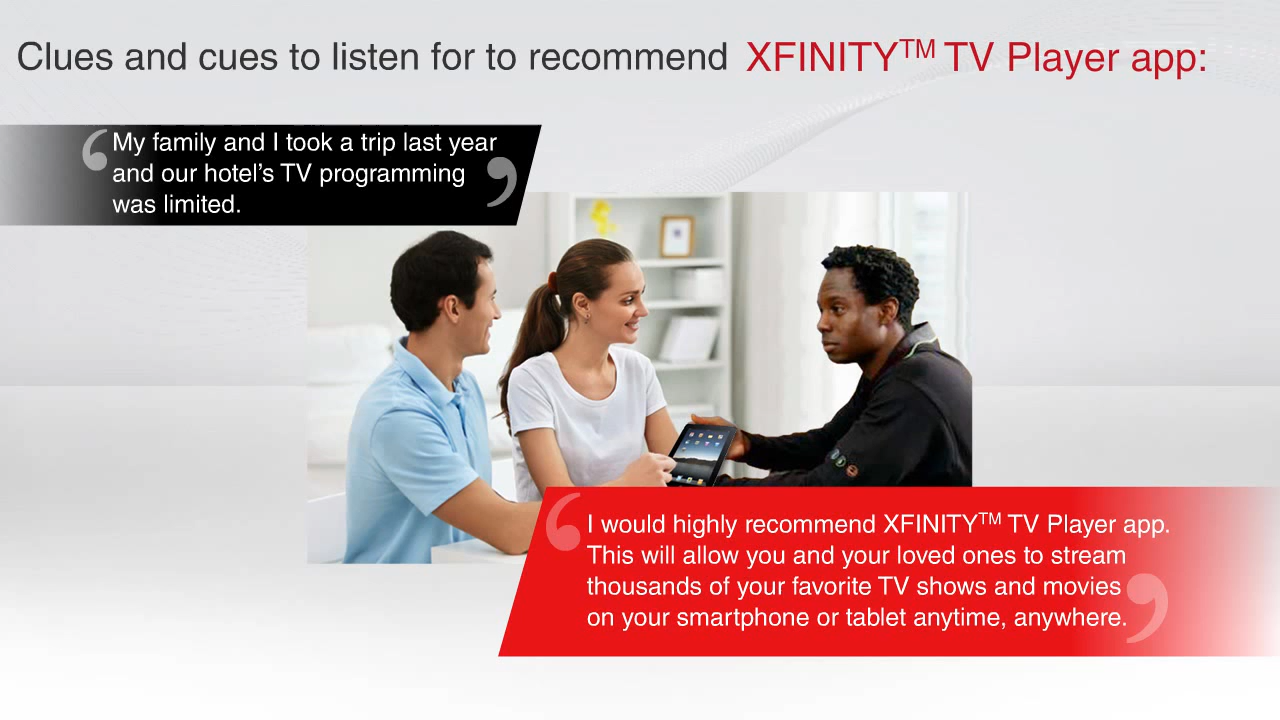 Clues and cues to listen for to recommend XFINITY™ TV Player app:
‘ My family and I took a trip last year
and our hotel’s TV programming
was limited. ’
‘ I would highly recommend XFINITY™ TV Player app.
This will allow you and your loved ones to stream
thousands of your favorite TV shows and movies
on your smartphone or tablet anytime, anywhere. ’